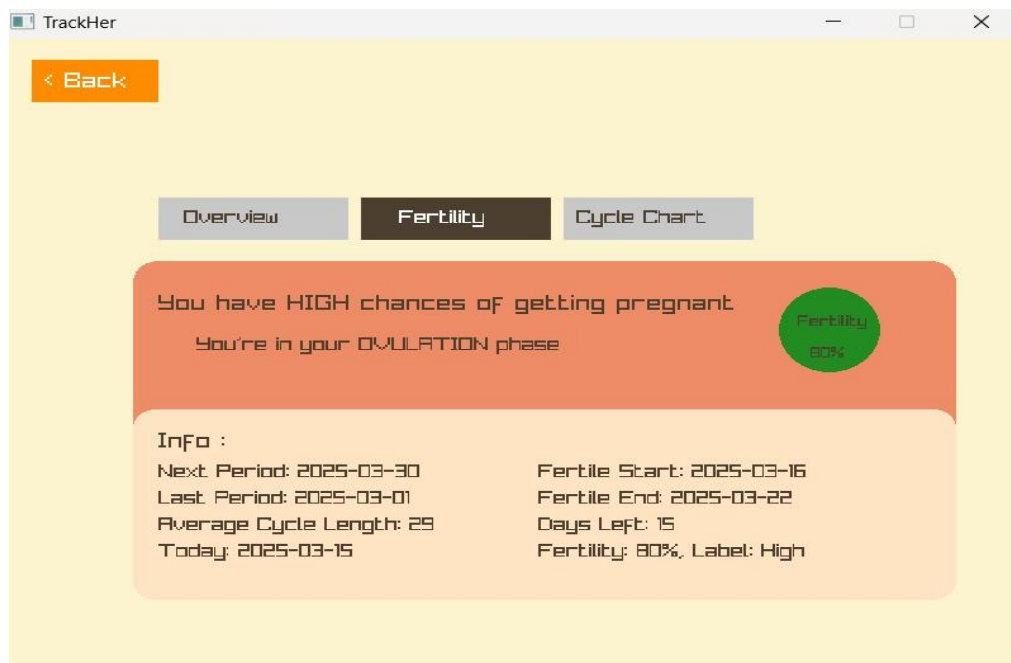 TrackHer
< Back
Overview
Fertility
Cycle Chart
You have HIGH chances of getting pregnant
You're in your OVULATION phase
Fertility
80%
Info :
Next Period: 2025-03-30
Last Period: 2025-03-01
Average Cycle Length: 29
Today: 2025-03-15
Fertile Start: 2025-03-16
Fertile End: 2025-03-22
Days Left: 15
Fertility: 80%, Label: High